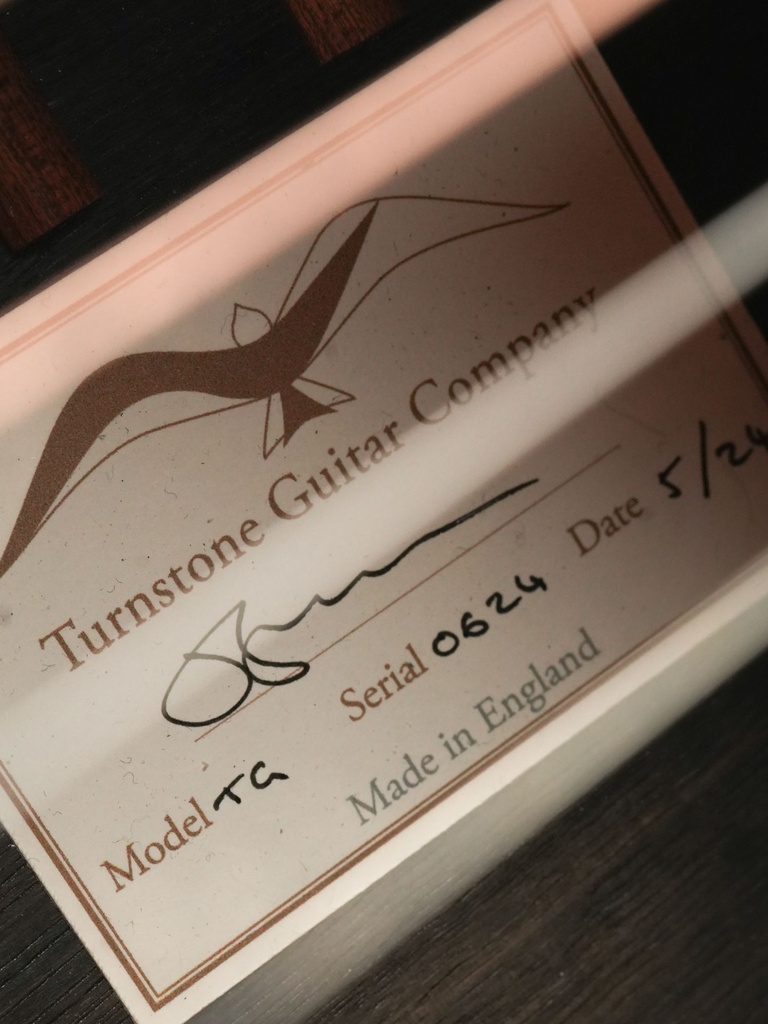 Turnstone Guitar Company
Model TG Serial 0624 Date 5/24
Made in England